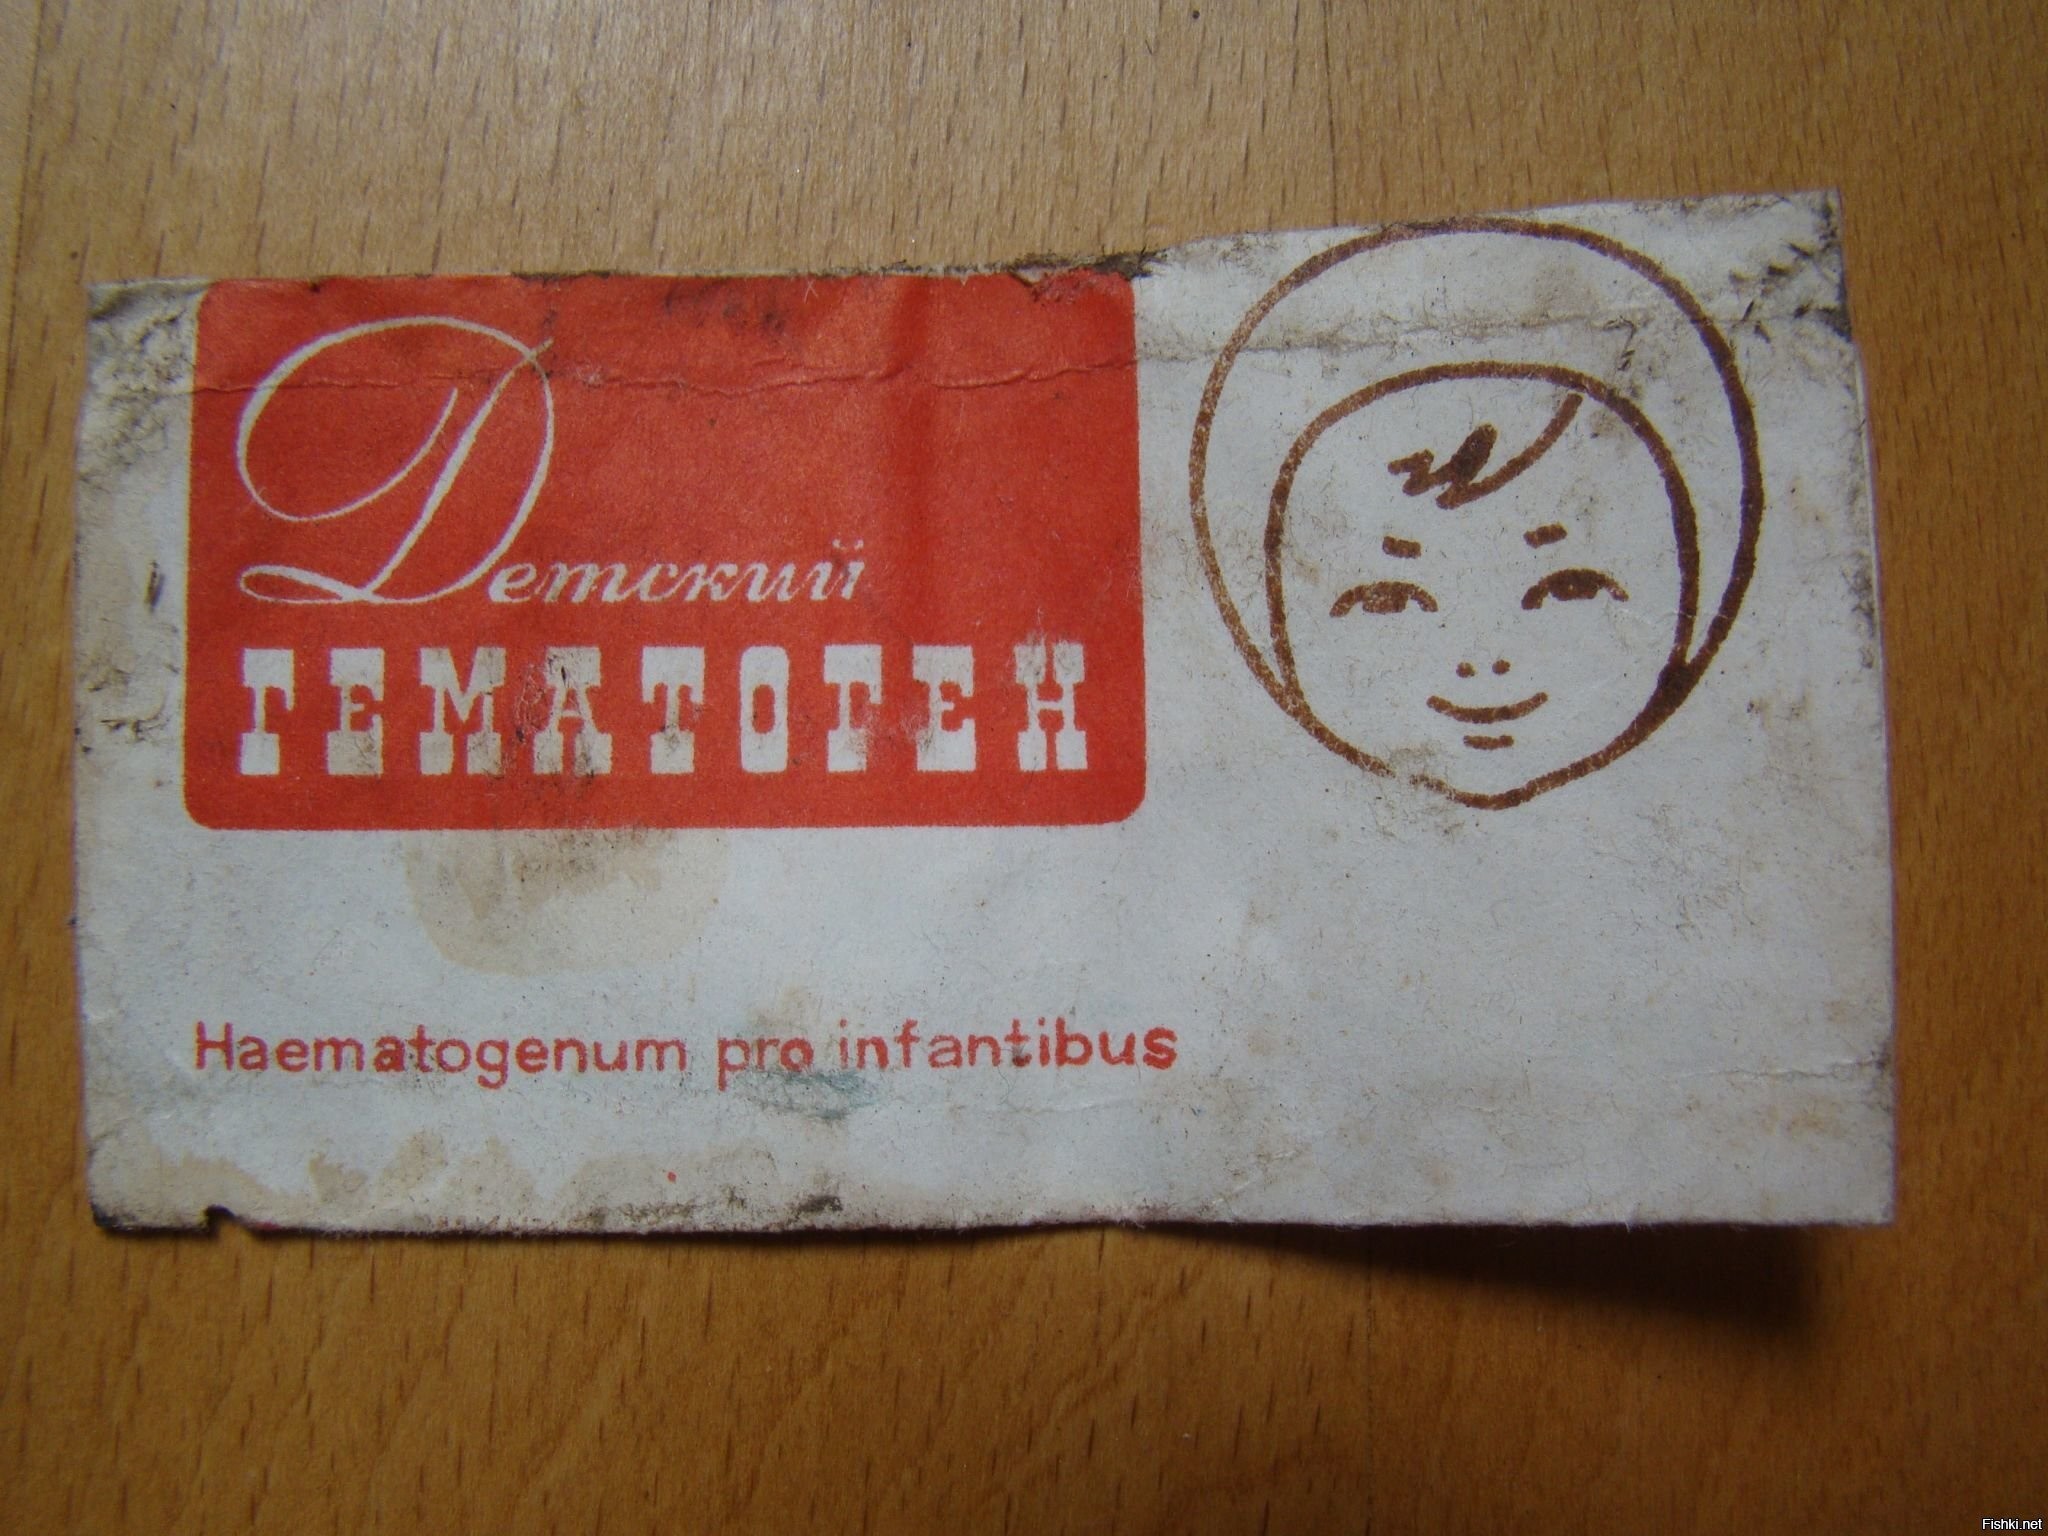 Детский
ГЕМАТОГЕН
Haematogenum pro infantibus
Fishki.net